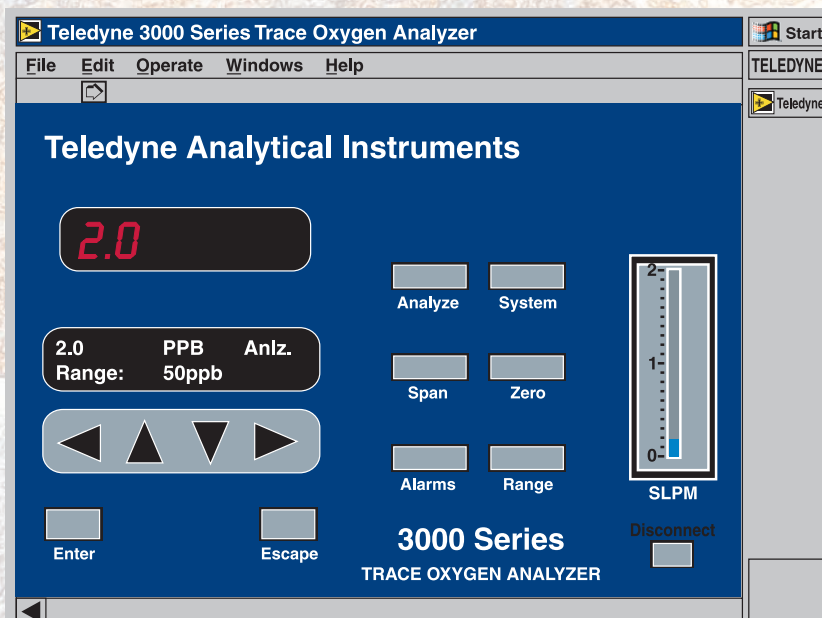 Teledyne 3000 Series Trace Oxygen Analyzer
Start
File Edit Operate Windows Help
TELEDYNE
Teledyne
Teledyne Analytical Instruments
2.0
2.0 PPB Anlz.
Range: 50ppb
Analyze System
Span Zero
Alarms Range
2
1
0
SLPM
Enter Escape
Disconnect
3000 Series
TRACE OXYGEN ANALYZER